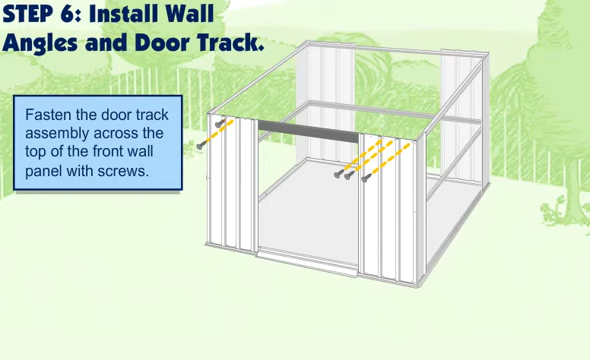 STEP 6: Install Wall
Angles and Door Track.
Fasten the door track
assembly across the
top of the front wall
panel with screws.